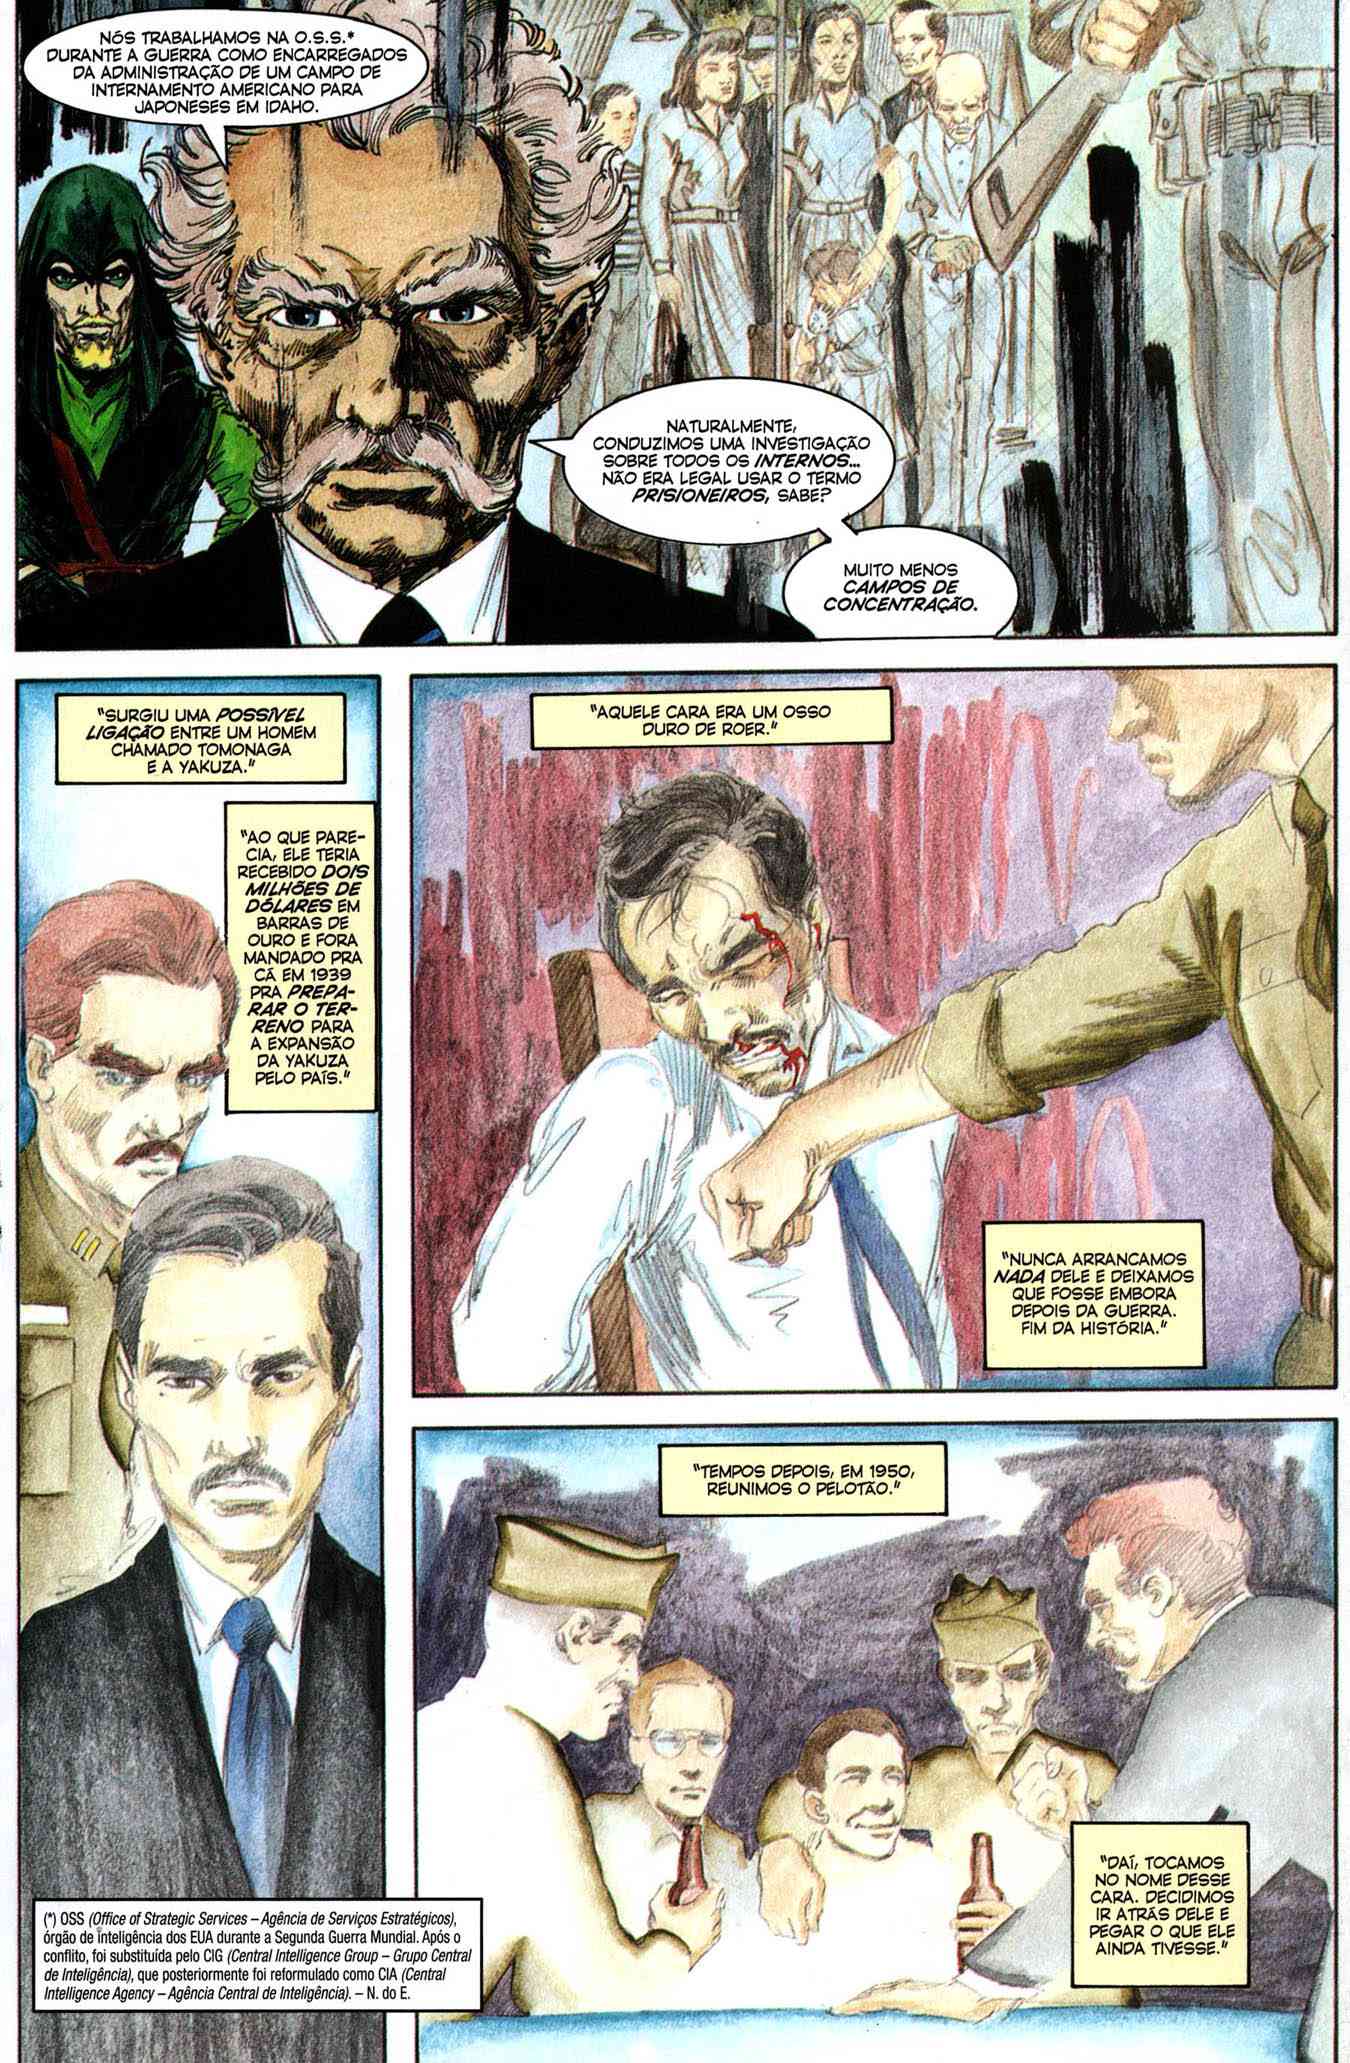 NÓS TRABALHAMOS NA O.S.S.*
DURANTE A GUERRA COMO ENCARREGADOS
DA ADMINISTRAÇÃO DE UM CAMPO DE
INTERNAMENTO AMERICANO PARA
JAPONESES EM IDAHO.
NATURALMENTE,
CONDUZIMOS UMA INVESTIGAÇÃO
SOBRE TODOS OS INTERNOS...
NÃO ERA LEGAL USAR O TERMO
PRISIONEIROS, SABE?
MUITO MENOS
CAMPOS DE
CONCENTRAÇÃO.
"SURGIU UMA POSSÍVEL
LIGAÇÃO ENTRE UM HOMEM
CHAMADO TOMONAGA
E A YAKUZA."
"AO QUE PARE-
CIA, ELE TERIA
RECEBIDO DOIS
MILHÕES DE
DÓLARES EM
BARRAS DE
OURO E FORA
MANDADO PRA
CÁ EM 1939
PRA PREPA-
RAR O TER-
RENO PARA
A EXPANSÃO
DA YAKUZA
PELO PAÍS."
"AQUELE CARA ERA UM OSSO
DURO DE ROER."
"NUNCA ARRANCAMOS
NADA DELE E DEIXAMOS
QUE FOSSE EMBORA
DEPOIS DA GUERRA.
FIM DA HISTÓRIA."
"TEMPOS DEPOIS, EM 1950,
REUNIMOS O PELOTÃO."
"DAÍ, TOCAMOS
NO NOME DESSE
CARA. DECIDIMOS
IR ATRÁS DELE E
PEGAR O QUE ELE
AINDA TIVESSE."
(*) OSS (Office of Strategic Services – Agência de Serviços Estratégicos),
órgão de inteligência dos EUA durante a Segunda Guerra Mundial. Após o
conflito, foi substituída pelo CIG (Central Intelligence Group – Grupo Central
de Inteligência), que posteriormente foi reformulado como CIA (Central
Intelligence Agency – Agência Central de Inteligência). – N. do E.